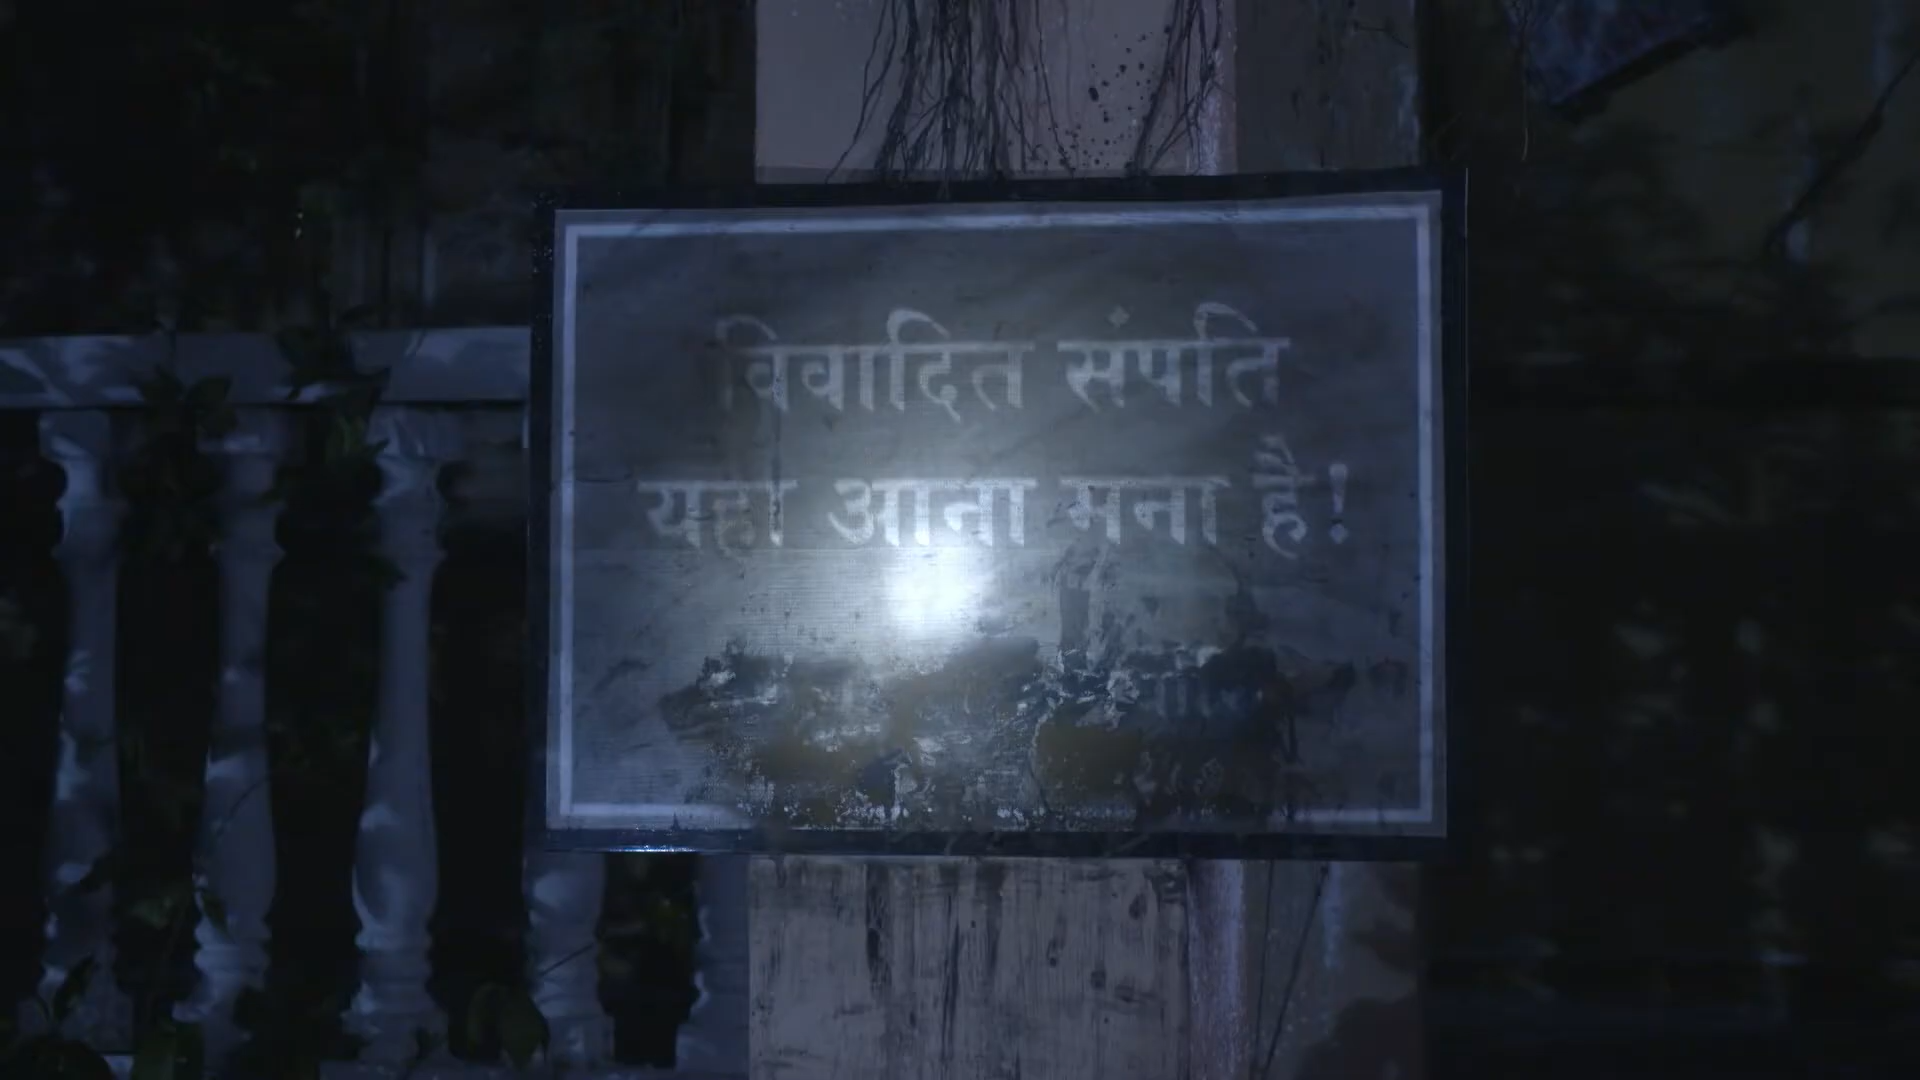 विवादित संपति
यहाँ आना मना है!